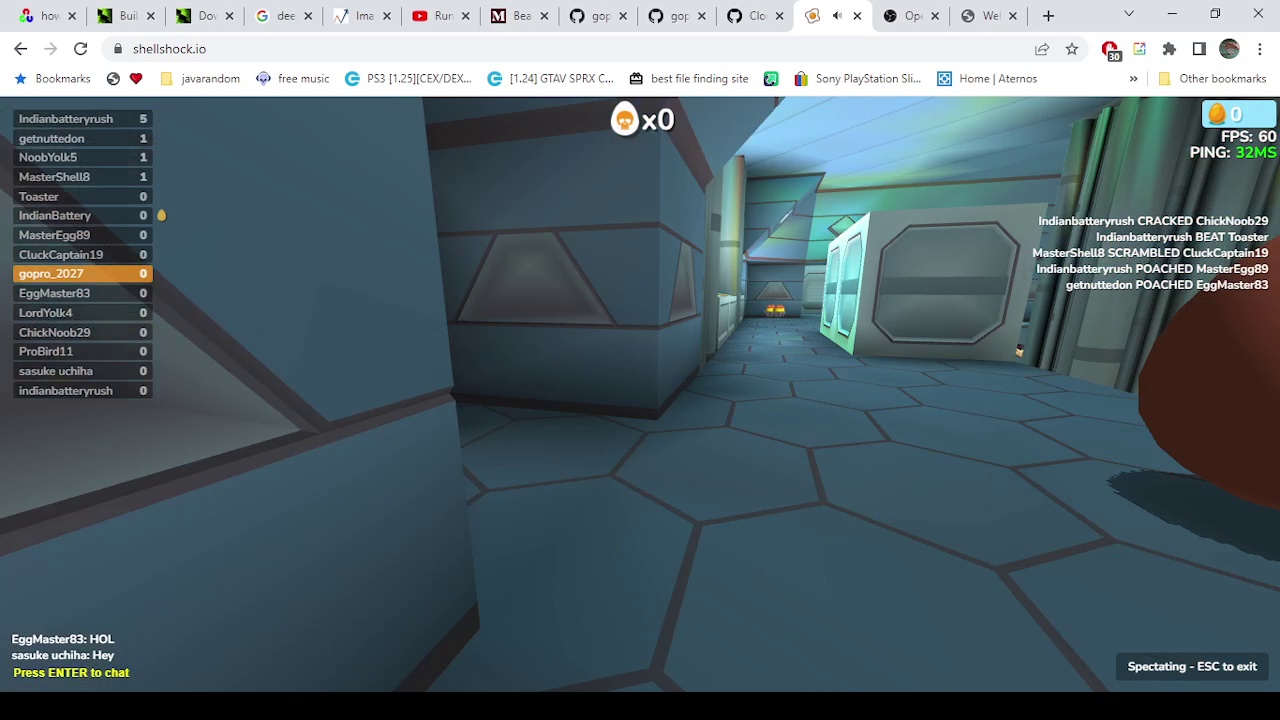 how
Buil
Dov
dee
Ima
Run
Bea
gop
gop
Clo
Ope
Wel
shellshock.io
30
Bookmarks
javarandom
free music
PS3 [1.25][CEX/DEX...
[1.24] GTAV SPRX C...
best file finding site
Sony PlayStation Sli...
Home | Aternos
»
Other bookmarks
Indianbatteryrush 5
getnuttedon 1
NoobYolk5 1
MasterShell8 1
Toaster 0
IndianBattery 0
MasterEgg89 0
CluckCaptain19 0
gopro_2027 0
EggMaster83 0
LordYolk4 0
ChickNoob29 0
ProBird11 0
sasuke uchiha 0
indianbatteryrush 0
x0
0
FPS: 60
PING: 32MS
Indianbatteryrush CRACKED ChickNoob29
Indianbatteryrush BEAT Toaster
MasterShell8 SCRAMBLED CluckCaptain19
Indianbatteryrush POACHED MasterEgg89
getnuttedon POACHED EggMaster83
EggMaster83: HOL
sasuke uchiha: Hey
Press ENTER to chat
Spectating - ESC to exit